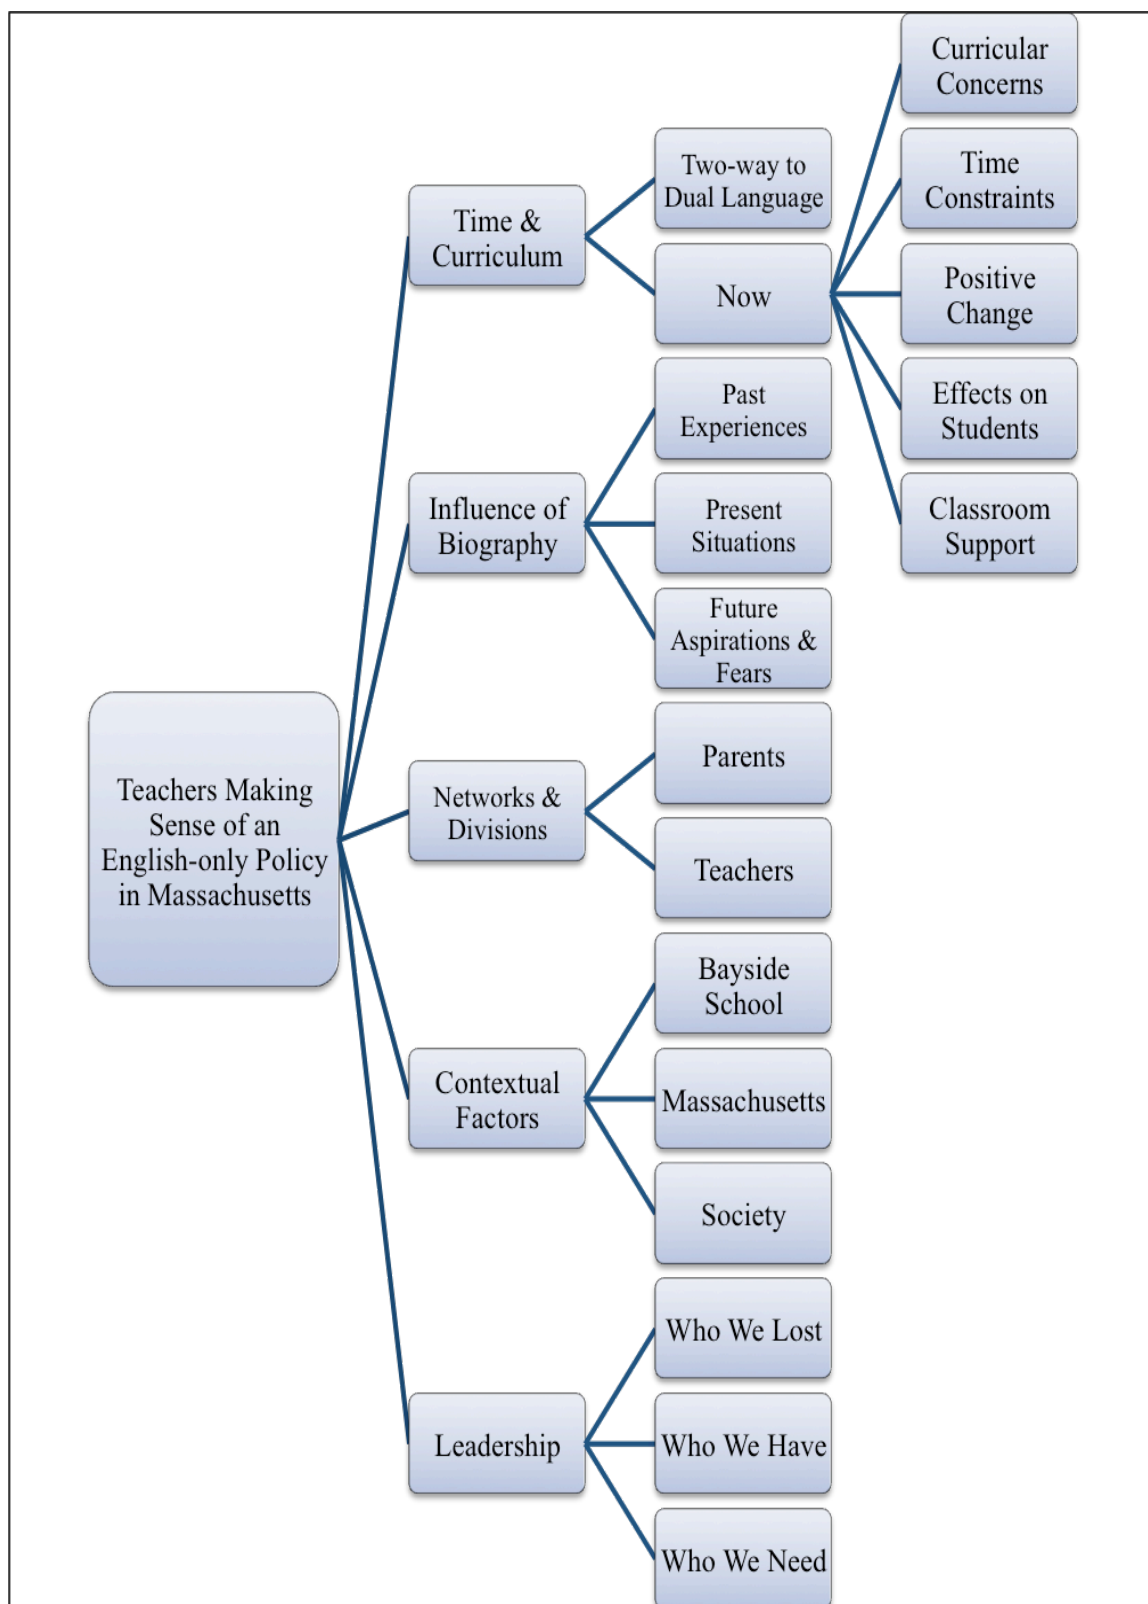 Teachers Making
Sense of an
English-only Policy
in Massachusetts
Time &
Curriculum
Two-way to
Dual Language
Now
Curricular
Concerns
Time
Constraints
Positive
Change
Effects on
Students
Classroom
Support
Influence of
Biography
Past
Experiences
Present
Situations
Future
Aspirations &
Fears
Networks &
Divisions
Parents
Teachers
Contextual
Factors
Bayside
School
Massachusetts
Society
Leadership
Who We Lost
Who We Have
Who We Need